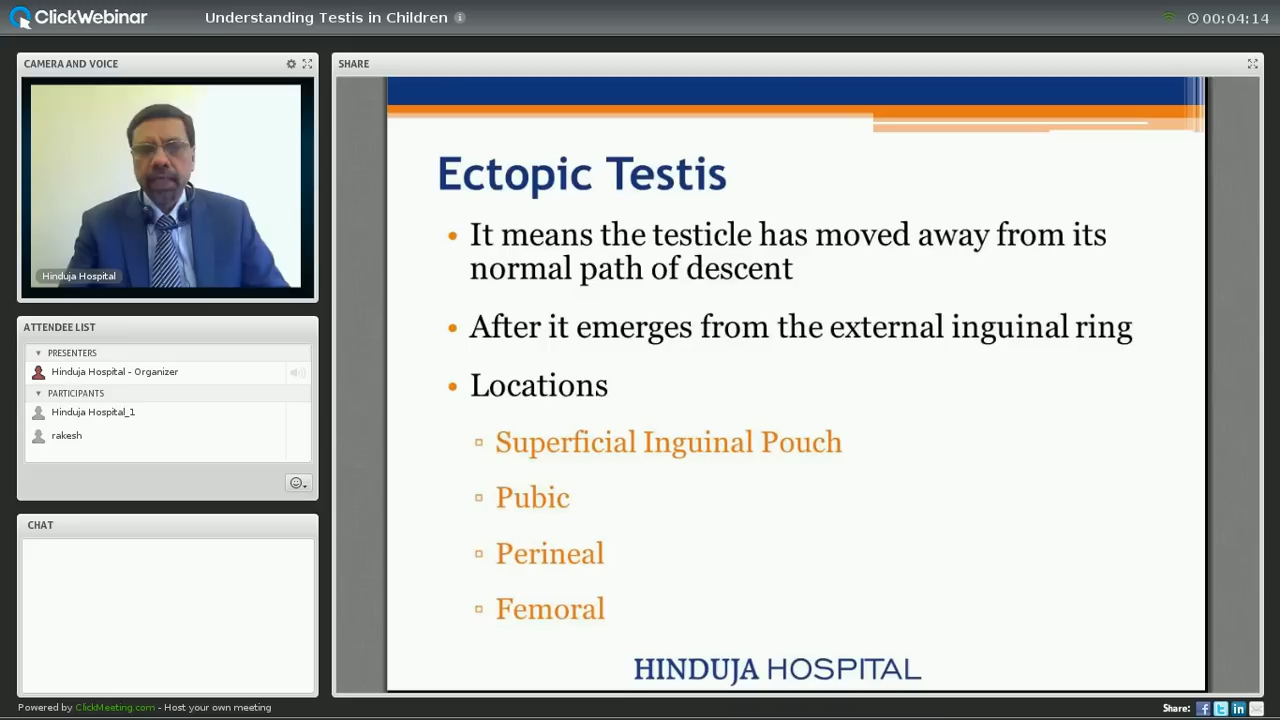 ClickWebinar
Understanding Testis in Children
00:04:14
CAMERA AND VOICE
Hinduja Hospital
ATTENDEE LIST
PRESENTERS
Hinduja Hospital - Organizer
PARTICIPANTS
Hinduja Hospital_1
rakesh
CHAT
SHARE
Ectopic Testis
• It means the testicle has moved away from its
normal path of descent
• After it emerges from the external inguinal ring
• Locations
▫ Superficial Inguinal Pouch
▫ Pubic
▫ Perineal
▫ Femoral
HINDUJA HOSPITAL
Powered by ClickMeeting.com - Host your own meeting
Share: